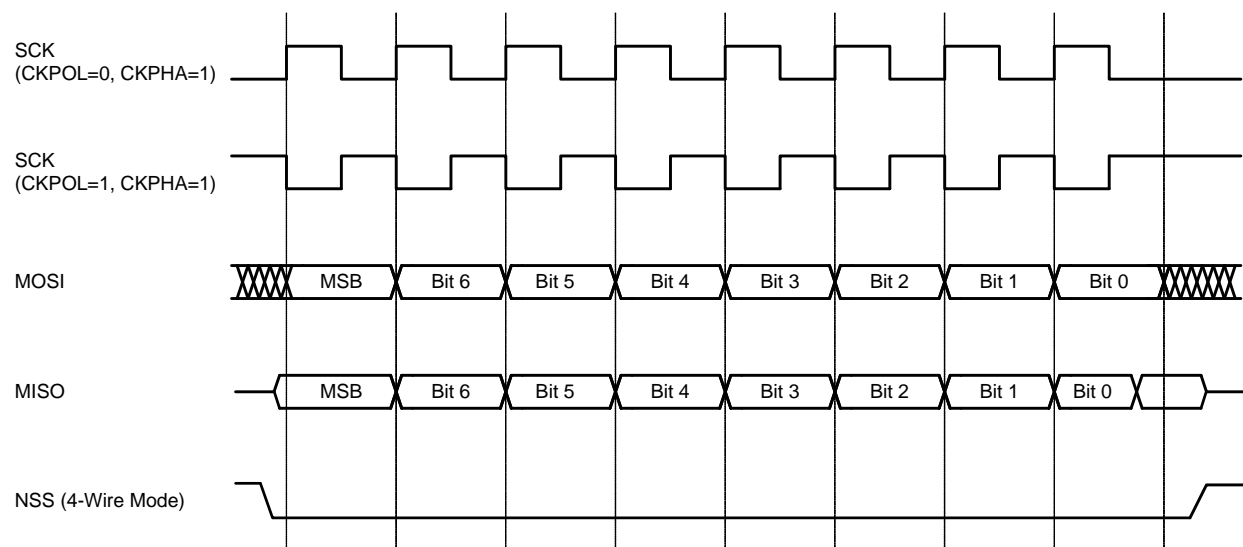 SCK
(CKPOL=0, CKPHA=1)
SCK
(CKPOL=1, CKPHA=1)
MOSI MSB Bit 6 Bit 5 Bit 4 Bit 3 Bit 2 Bit 1 Bit 0
MISO MSB Bit 6 Bit 5 Bit 4 Bit 3 Bit 2 Bit 1 Bit 0
NSS (4-Wire Mode)